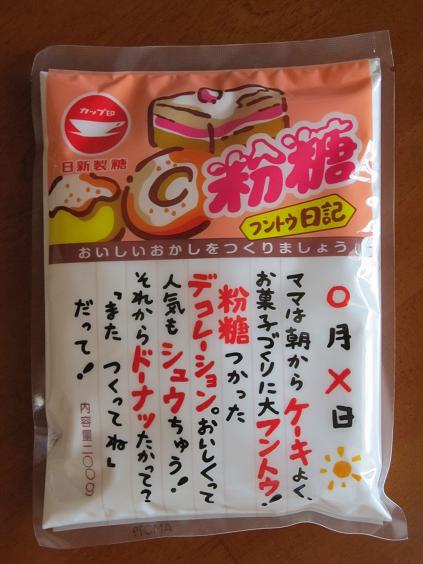 カップ印
日新製糖
粉糖
フントウ日記
おいしいおかしをつくりましょう!
○月×日
ママは朝からケーキよ、
お菓子づくりに大フントウ!
粉糖つかった
デコレーション。おいしくって
人気もシュウちゅう!
それからドーナツたかって?
「また つくってね」
だって!
内容量二〇〇g